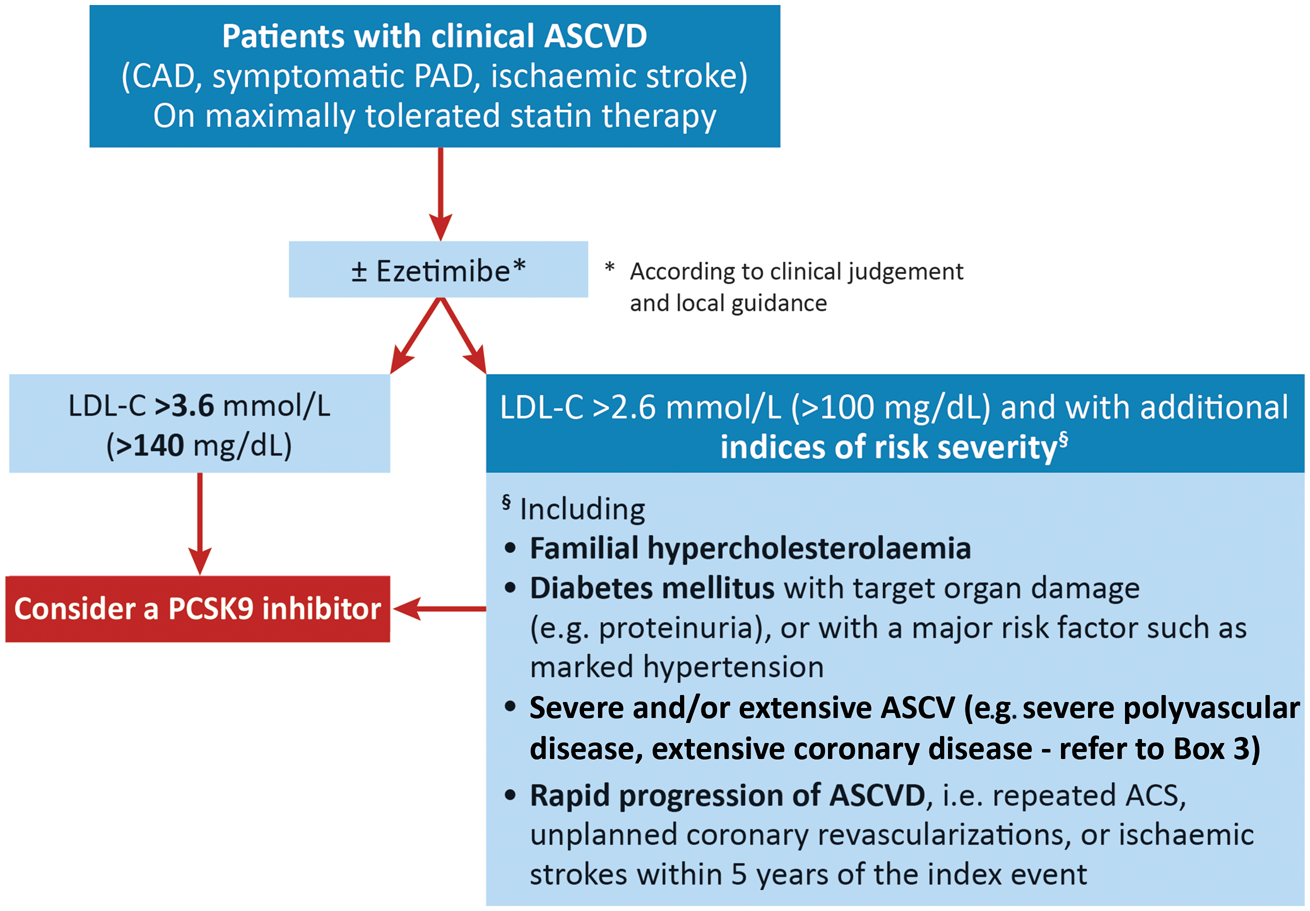 Patients with clinical ASCVD
(CAD, symptomatic PAD, ischaemic stroke)
On maximally tolerated statin therapy
± Ezetimibe*
* According to clinical judgement
and local guidance
LDL-C >3.6 mmol/L
(>140 mg/dL)
LDL-C >2.6 mmol/L (>100 mg/dL) and with additional
indices of risk severity§
§ Including
• Familial hypercholesterolaemia
• Diabetes mellitus with target organ damage
(e.g. proteinuria), or with a major risk factor such as
marked hypertension
• Severe and/or extensive ASCV (e.g. severe polyvascular
disease, extensive coronary disease - refer to Box 3)
• Rapid progression of ASCVD, i.e. repeated ACS,
unplanned coronary revascularizations, or ischaemic
strokes within 5 years of the index event
Consider a PCSK9 inhibitor